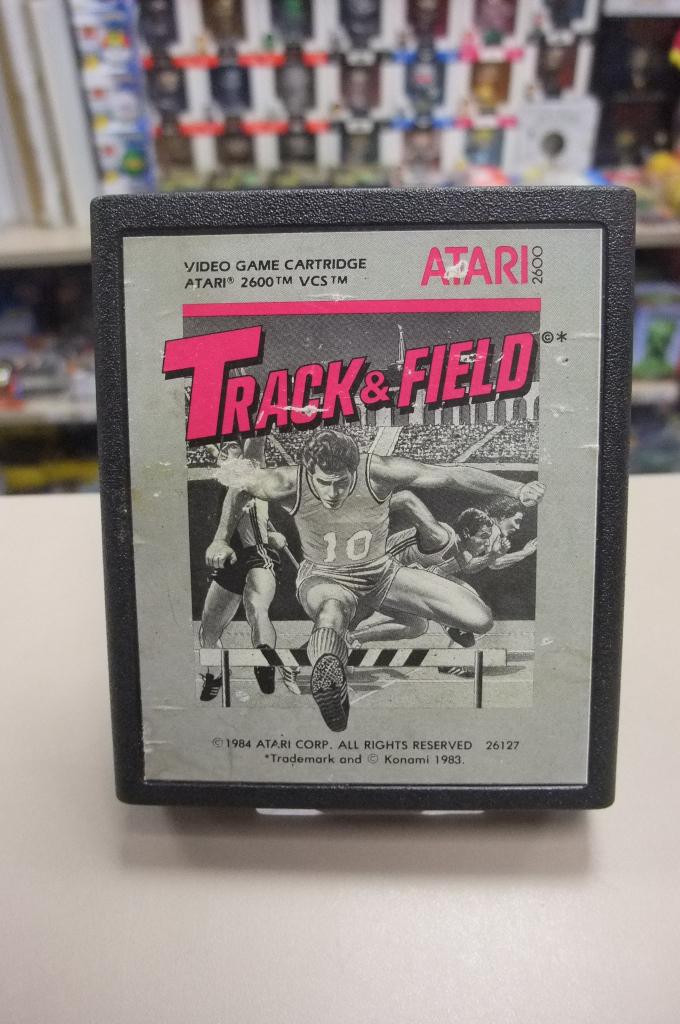 VIDEO GAME CARTRIDGE
ATARI® 2600™ VCS™
ATARI 2600
TRACK & FIELD ©*
10
©1984 ATARI CORP. ALL RIGHTS RESERVED 26127
*Trademark and © Konami 1983.